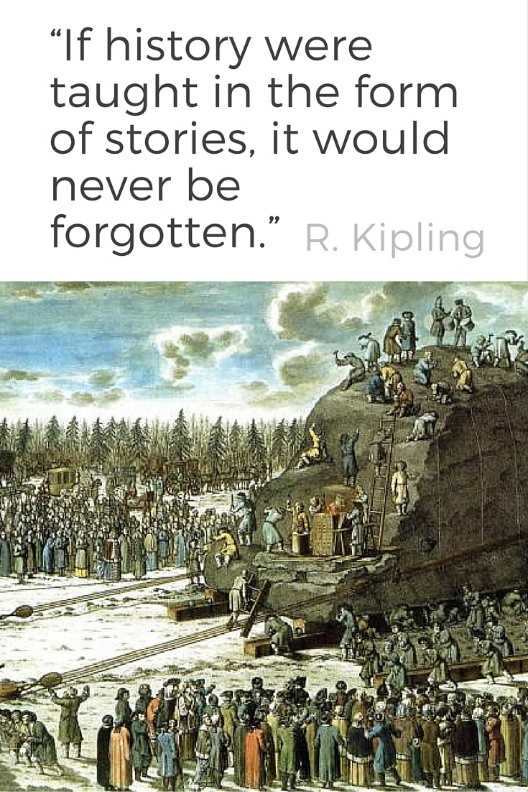 “If history were
taught in the form
of stories, it would
never be
forgotten.” R. Kipling